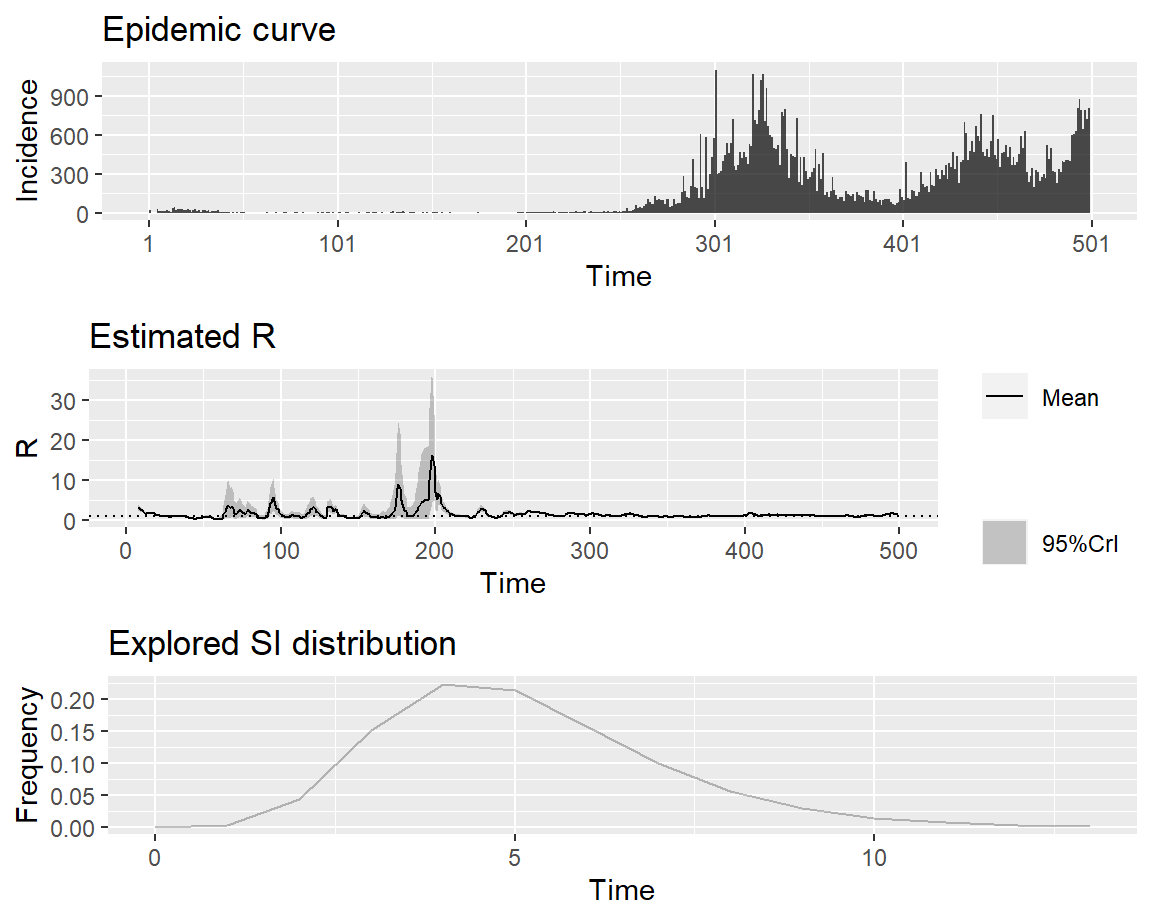 Epidemic curve
Incidence
900
600
300
0
1 101 201 301 401 501
Time
Estimated R
R
30
20
10
0
0 100 200 300 400 500
Time
Mean
95%CrI
Explored SI distribution
Frequency
0.20
0.15
0.10
0.05
0.00
0 5 10
Time